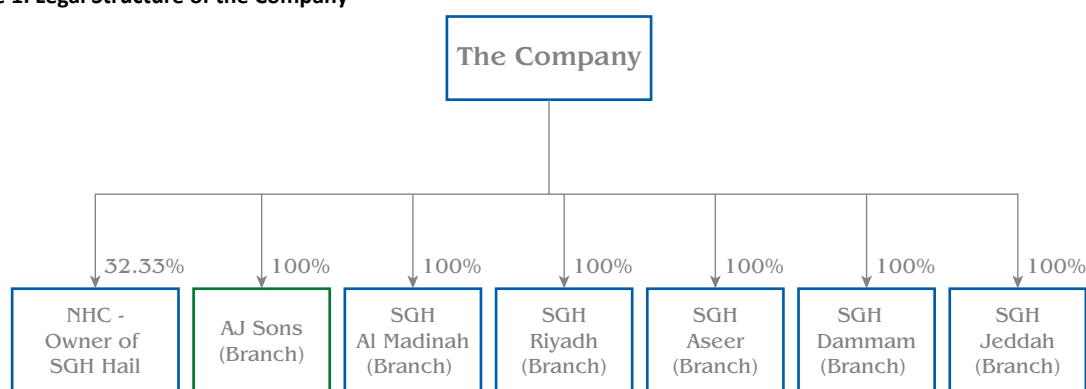 e 1: Legal Structure of the Company
The Company
32.33%
100%
100%
100%
100%
100%
100%
NHC -
Owner of
SGH Hail
AJ Sons
(Branch)
SGH
Al Madinah
(Branch)
SGH
Riyadh
(Branch)
SGH
Aseer
(Branch)
SGH
Dammam
(Branch)
SGH
Jeddah
(Branch)